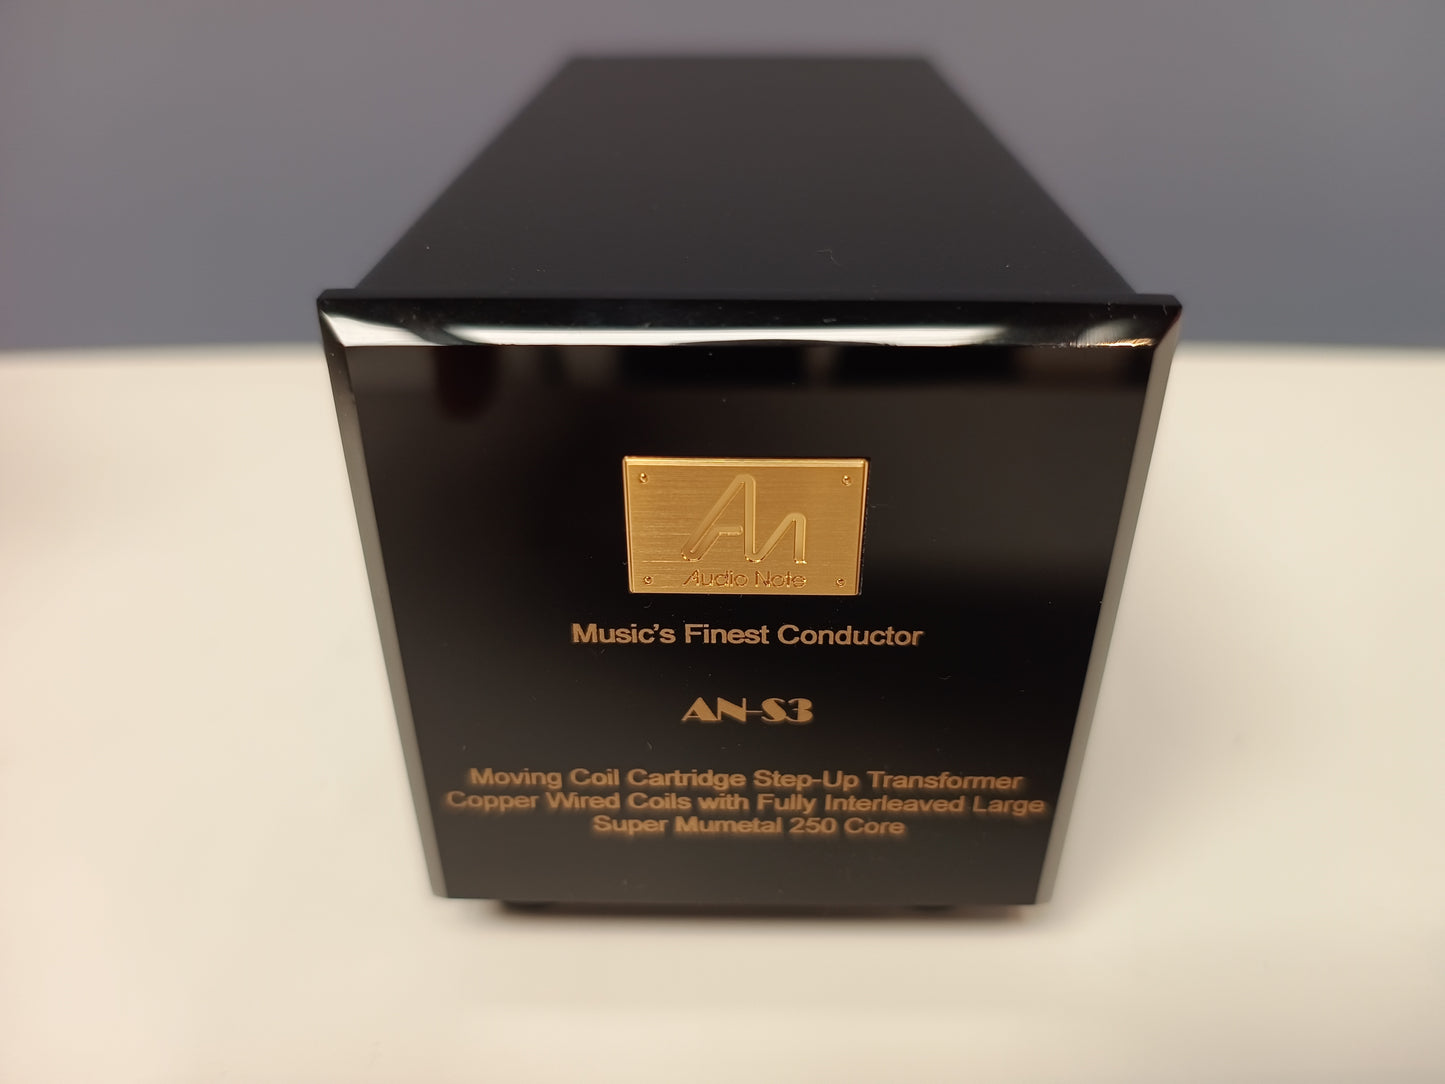 An
Audio Note
Music's Finest Conductor
AN-S3
Moving Coil Cartridge Step-Up Transformer
Copper Wired Coils with Fully Interleaved Large
Super Mumetal 250 Core